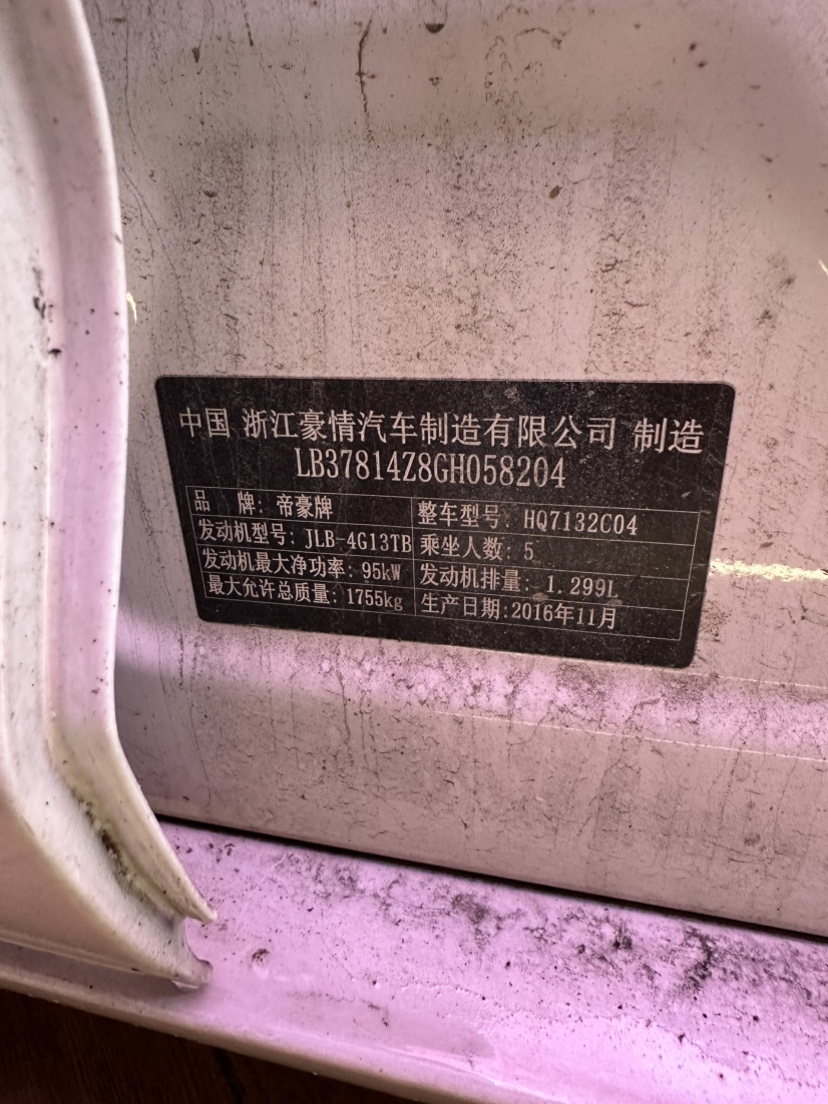 中国 浙江豪情汽车制造有限公司 制造
LB37814Z8GH058204
品 牌: 帝豪牌 整车型号: HQ7132C04
发动机型号: JLB-4G13TB 乘坐人数: 5
发动机最大净功率: 95kW 发动机排量: 1.299L
最大允许总质量: 1755kg 生产日期: 2016年11月